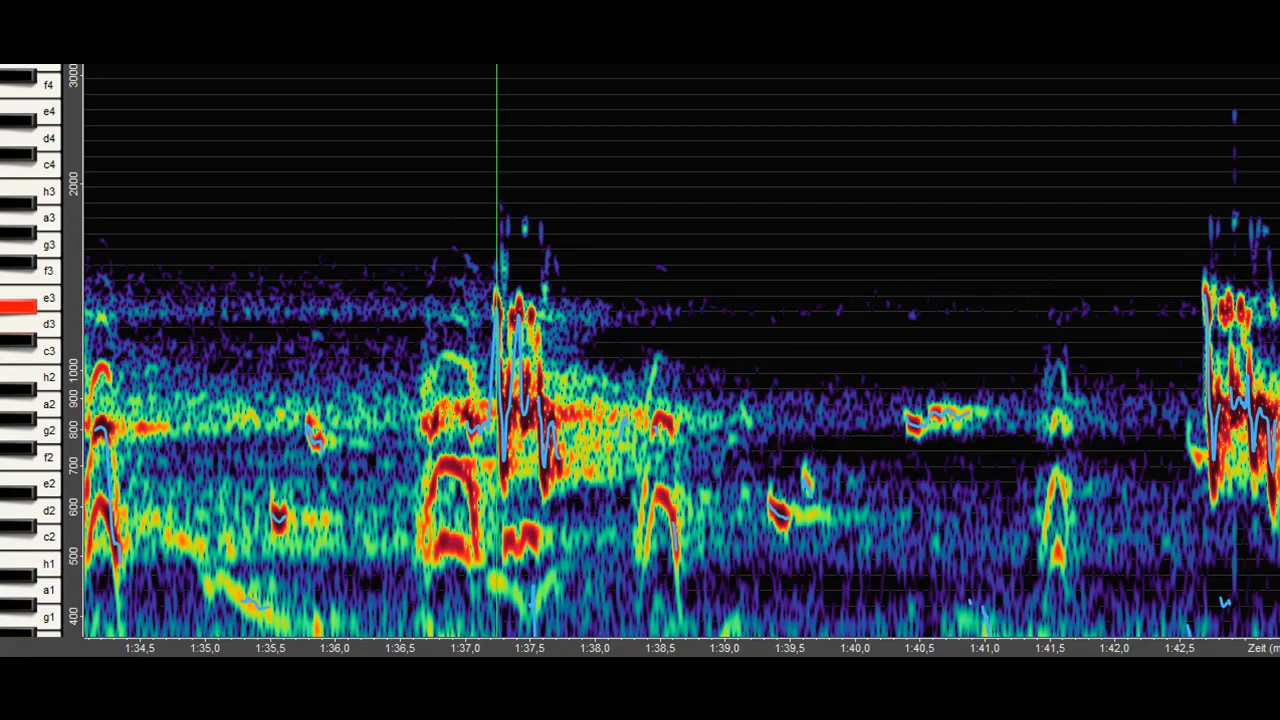 f4
e4
d4
c4
h3
a3
g3
f3
e3
d3
c3
h2
a2
g2
f2
e2
d2
c2
h1
a1
g1
3000
2000
1000
900
800
700
600
500
400
1:34,5 1:35,0 1:35,5 1:36,0 1:36,5 1:37,0 1:37,5 1:38,0 1:38,5 1:39,0 1:39,5 1:40,0 1:40,5 1:41,0 1:41,5 1:42,0 1:42,5 Zeit (m